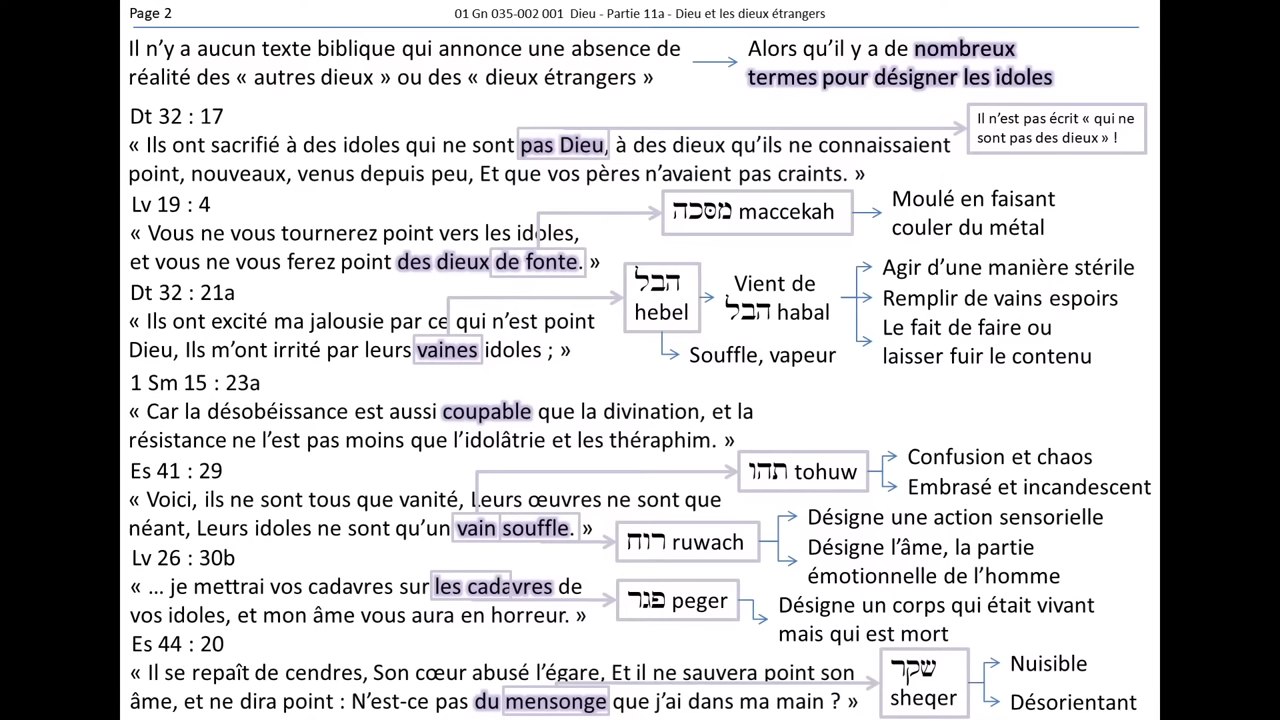 Page 2
01 Gn 035-002 001 Dieu - Partie 11a - Dieu et les dieux étrangers
Il n’y a aucun texte biblique qui annonce une absence de
réalité des « autres dieux » ou des « dieux étrangers »
Alors qu’il y a de nombreux
termes pour désigner les idoles
Dt 32 : 17
« Ils ont sacrifié à des idoles qui ne sont pas Dieu, à des dieux qu’ils ne connaissaient
point, nouveaux, venus depuis peu, Et que vos pères n’avaient pas craints. »
Il n’est pas écrit « qui ne
sont pas des dieux » !
Lv 19 : 4
« Vous ne vous tournerez point vers les idoles,
et vous ne vous ferez point des dieux de fonte. »
מסכה maccekah
Moulé en faisant
couler du métal
Dt 32 : 21a
« Ils ont excité ma jalousie par ce qui n’est point
Dieu, Ils m’ont irrité par leurs vaines idoles ; »
הבל
hebel
Vient de
הבל habal
Agir d’une manière stérile
Remplir de vains espoirs
Le fait de faire ou
laisser fuir le contenu
Souffle, vapeur
1 Sm 15 : 23a
« Car la désobéissance est aussi coupable que la divination, et la
résistance ne l’est pas moins que l’idolâtrie et les théraphim. »
Es 41 : 29
« Voici, ils ne sont tous que vanité, Leurs œuvres ne sont que
néant, Leurs idoles ne sont qu’un vain souffle. »
תהו tohuw
Confusion et chaos
Embrasé et incandescent
רוח ruwach
Désigne une action sensorielle
Désigne l’âme, la partie
émotionnelle de l’homme
Lv 26 : 30b
« ... je mettrai vos cadavres sur les cadavres de
vos idoles, et mon âme vous aura en horreur. »
פגר peger
Désigne un corps qui était vivant
mais qui est mort
Es 44 : 20
« Il se repaît de cendres, Son cœur abusé l’égare, Et il ne sauvera point son
âme, et ne dira point : N’est-ce pas du mensonge que j’ai dans ma main ? »
שקר
sheqer
Nuisible
Désorientant